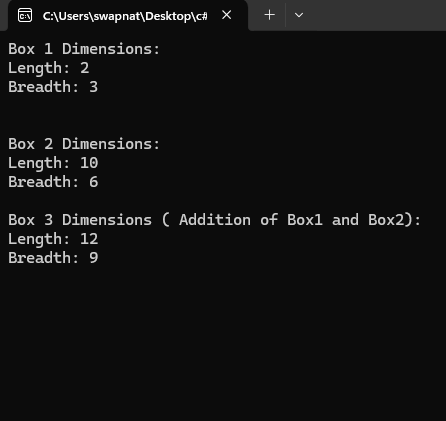 C:\Users\swapnat\Desktop\c#
Box 1 Dimensions:
Length: 2
Breadth: 3
Box 2 Dimensions:
Length: 10
Breadth: 6
Box 3 Dimensions ( Addition of Box1 and Box2):
Length: 12
Breadth: 9